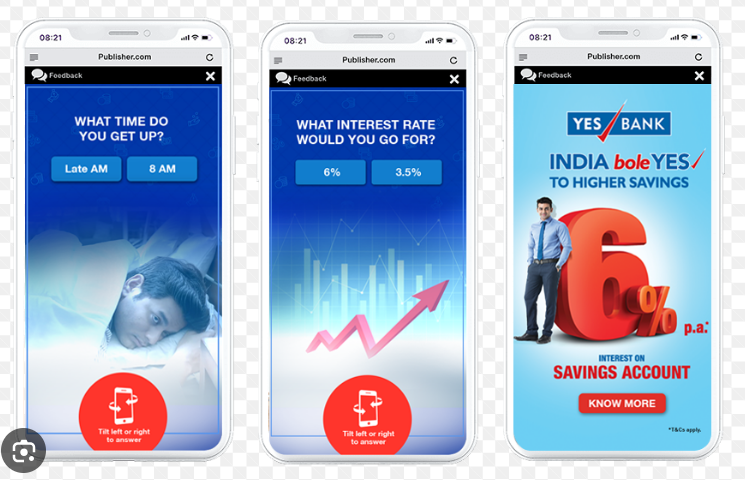 08:21
Publisher.com
Feedback
WHAT TIME DO
YOU GET UP?
Late AM
8 AM
Tilt left or right
to answer
08:21
Publisher.com
Feedback
WHAT INTEREST RATE
WOULD YOU GO FOR?
6%
3.5%
Tilt left or right
to answer
08:21
Publisher.com
Feedback
YES BANK
INDIA bole YES
TO HIGHER SAVINGS
6% p.a.*
INTEREST ON
SAVINGS ACCOUNT
KNOW MORE
*T&Cs apply.